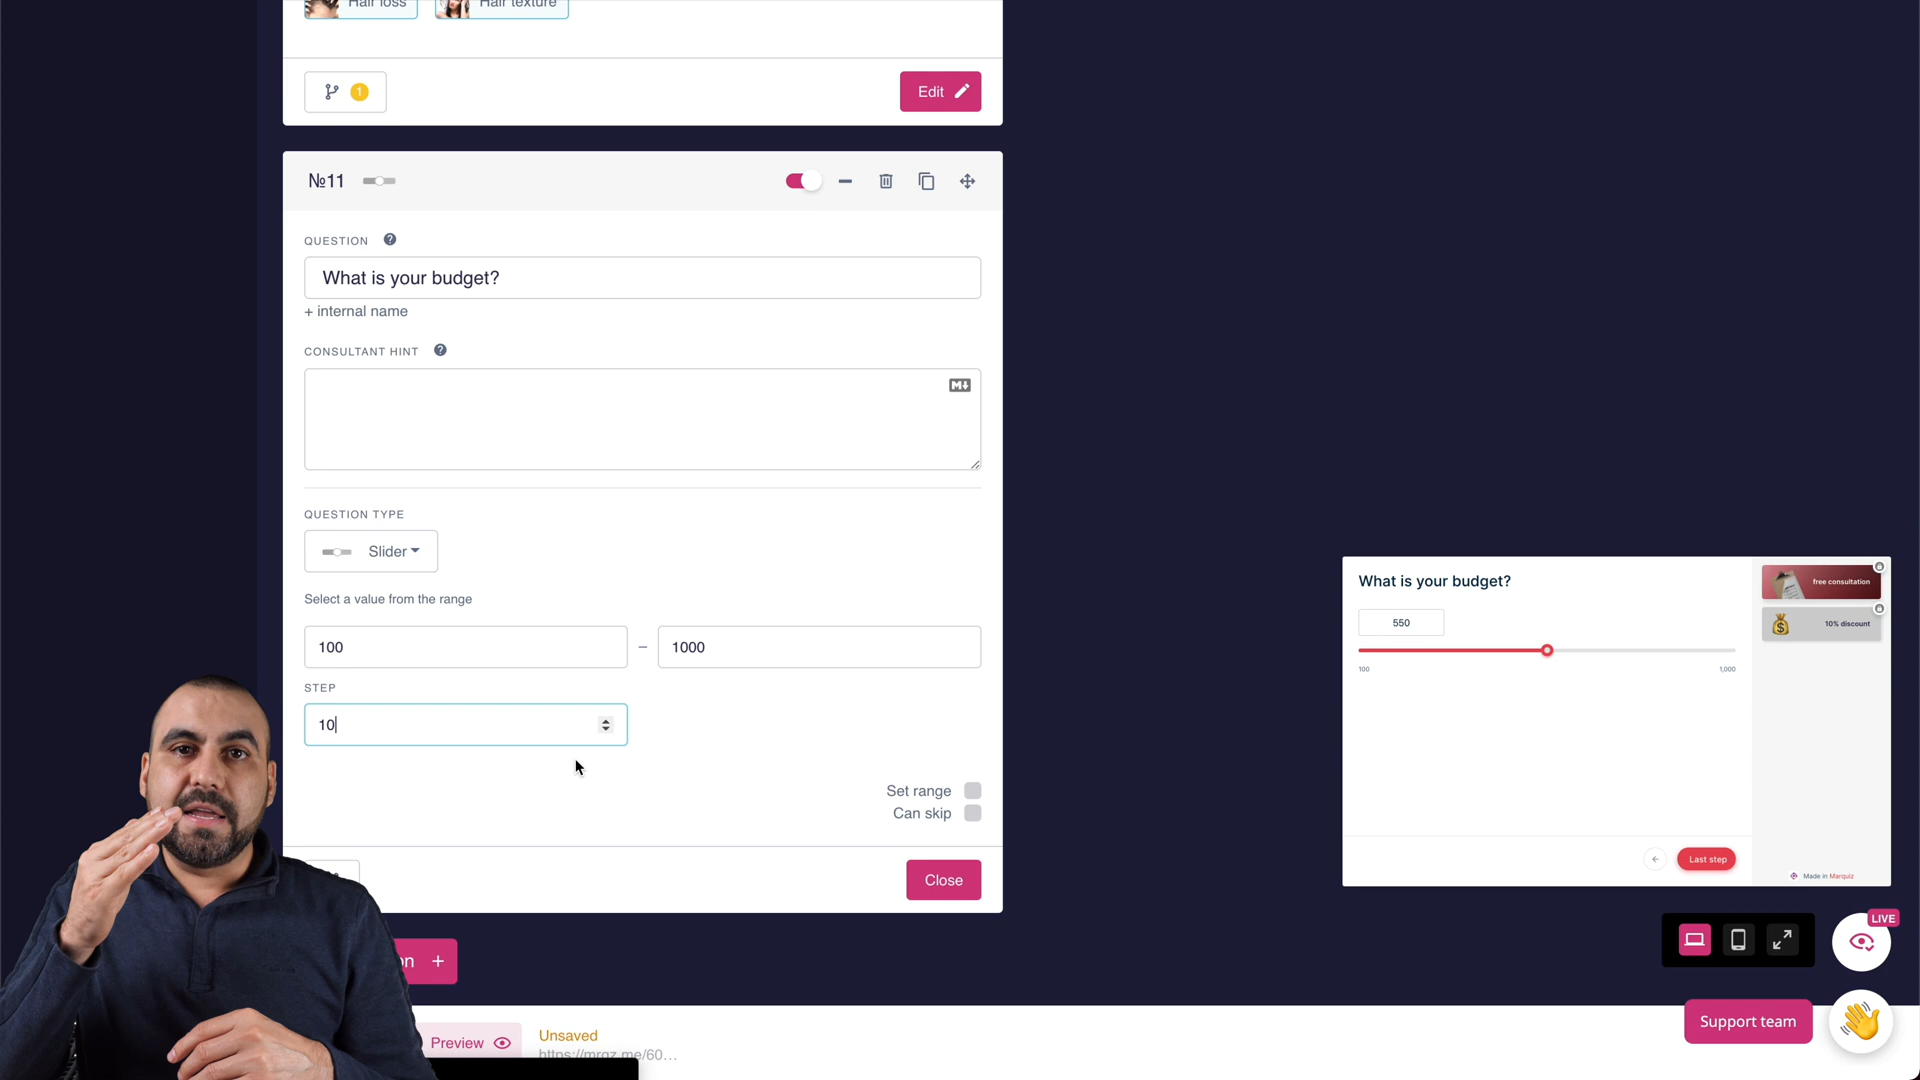 Hair loss
Hair texture
1
Edit
№11
QUESTION
What is your budget?
+ internal name
CONSULTANT HINT
M
QUESTION TYPE
Slider
Select a value from the range
100 – 1000
STEP
10
Set range
Can skip
Close
on +
Preview
Unsaved
https://mrqz.me/60...
What is your budget?
550
100
1,000
free consultation
10% discount
Last step
Made in Marquiz
LIVE
Support team